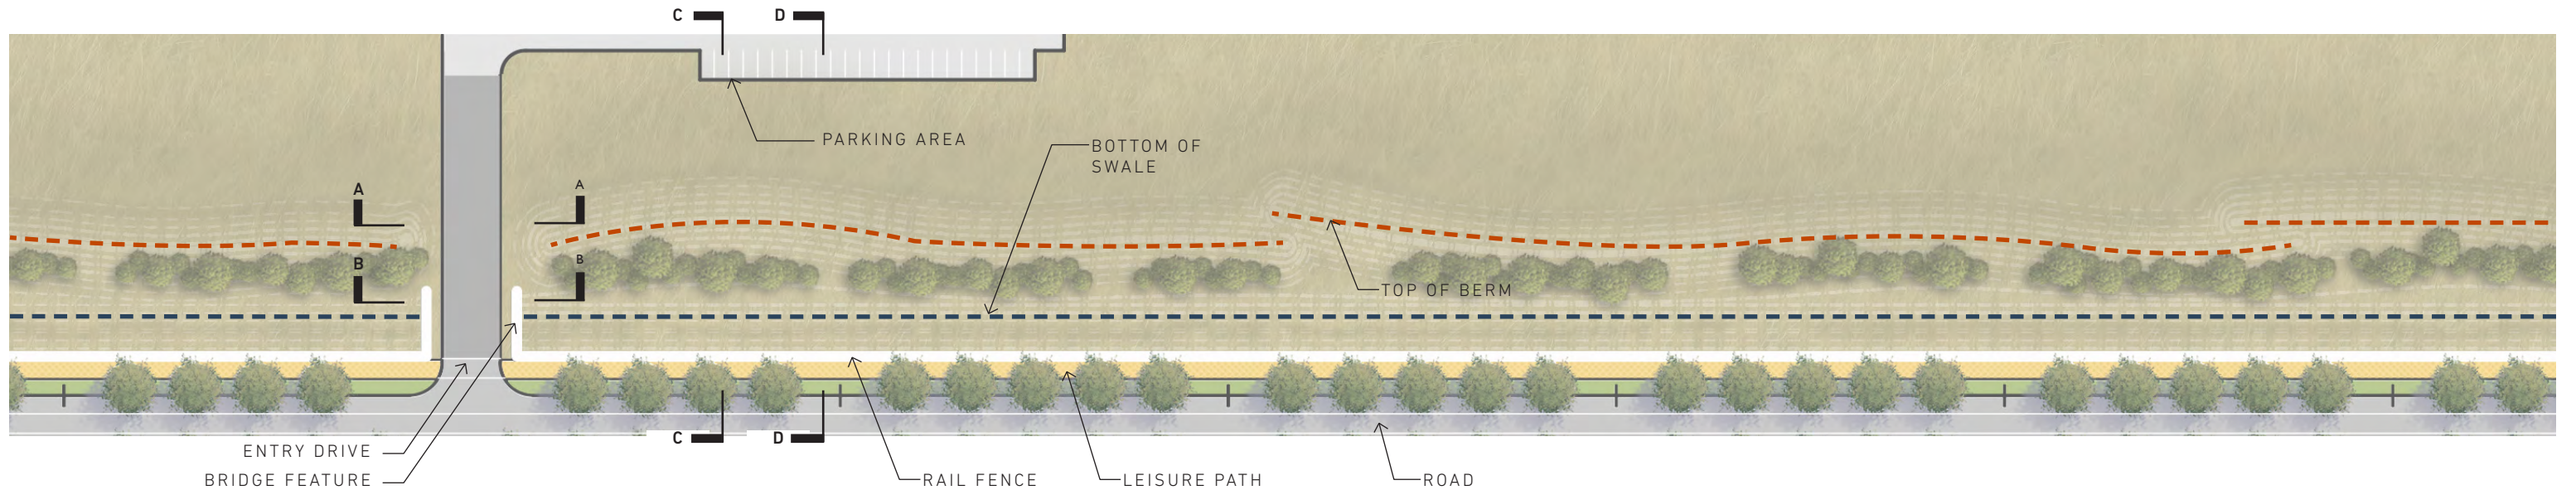 C
D
PARKING AREA
BOTTOM OF
SWALE
A
A
B
B
TOP OF BERM
C
D
ENTRY DRIVE
BRIDGE FEATURE
RAIL FENCE
LEISURE PATH
ROAD